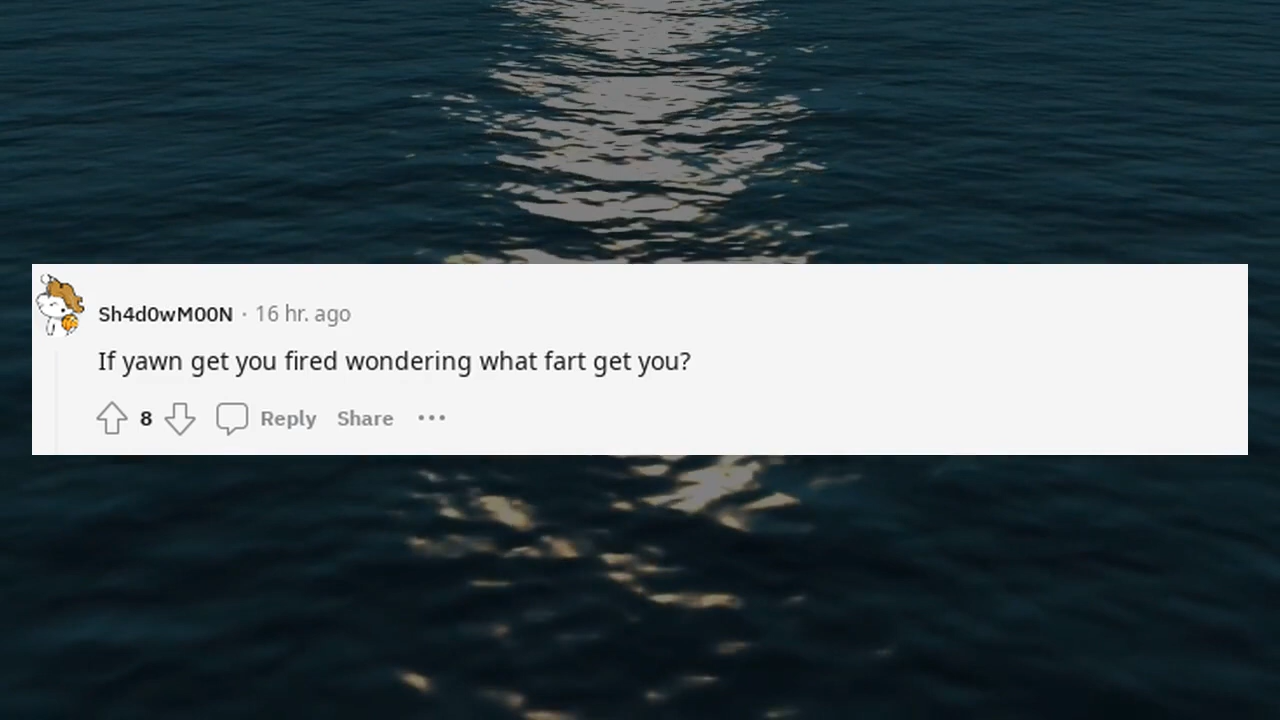 Sh4d0wM00N · 16 hr. ago
If yawn get you fired wondering what fart get you?
8 Reply Share ···